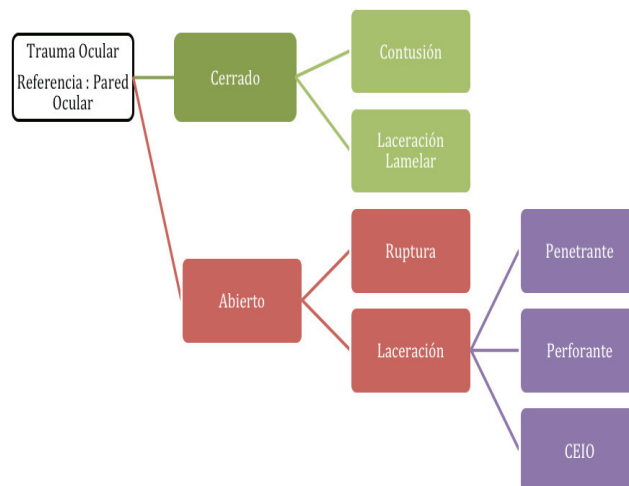 Trauma Ocular
Referencia : Pared
Ocular
Cerrado
Contusión
Laceración
Lamelar
Abierto
Ruptura
Laceración
Penetrante
Perforante
CEIO